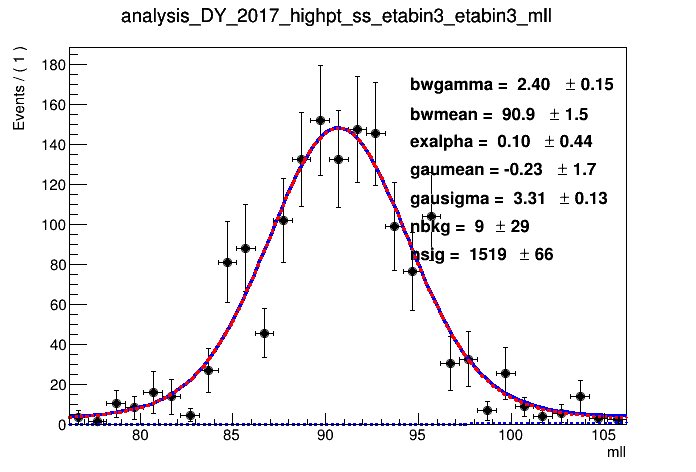 analysis_DY_2017_highpt_ss_etabin3_etabin3_mll
Events / ( 1 )
180
160
140
120
100
80
60
40
20
0
bwgamma = 2.40 ± 0.15
bwmean = 90.9 ± 1.5
exalpha = 0.10 ± 0.44
gaumean = -0.23 ± 1.7
gausigma = 3.31 ± 0.13
nbkg = 9 ± 29
nsig = 1519 ± 66
80 85 90 95 100 105
mll